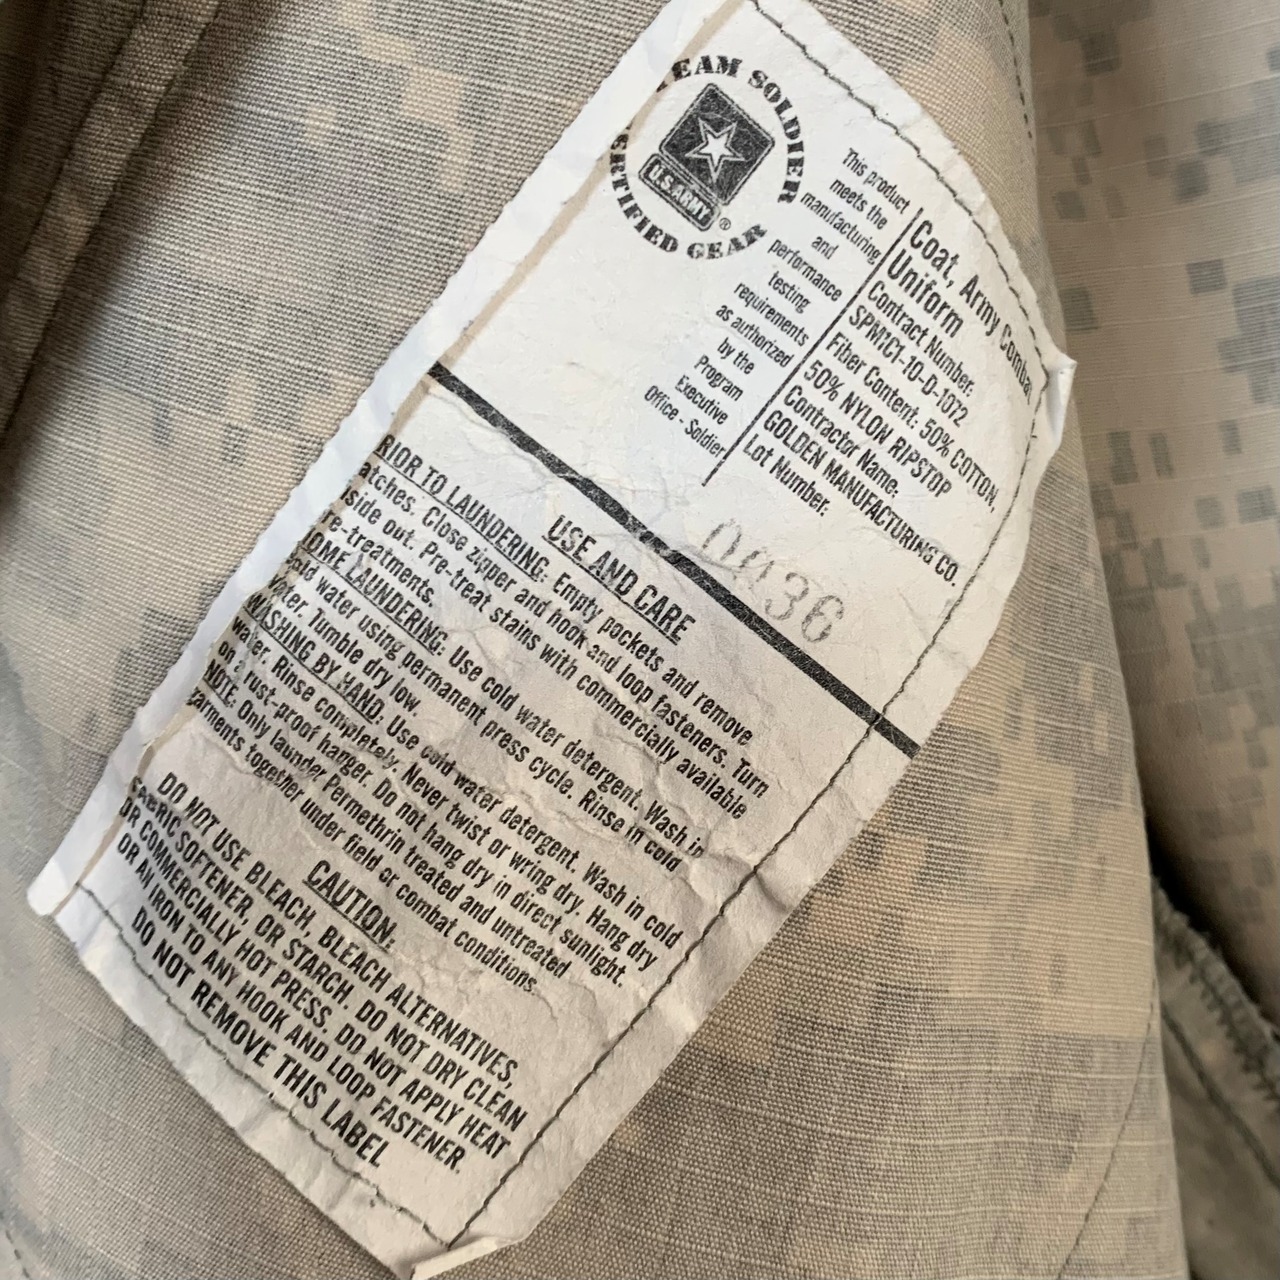 TEAM SOLDIER
CERTIFIED GEAR
U.S. ARMY ®
This product
meets the
manufacturing
and
performance
testing
requirements
as authorized
by the
Program
Executive
Office - Soldier
Coat, Army Combat
Uniform
Contract Number:
SPM1C1-10-D-1072
Fiber Content: 50% COTTON,
50% NYLON RIPSTOP
Contractor Name:
GOLDEN MANUFACTURING CO.
Lot Number:
USE AND CARE
RIOR TO LAUNDERING: Empty pockets and remove
atches. Close zipper and hook and loop fasteners. Turn
side out. Pre-treat stains with commercially available
re-treatments.
HOME LAUNDERING: Use cold water detergent. Wash in
cold water using permanent press cycle. Rinse in cold
water. Tumble dry low.
WASHING BY HAND: Use cold water detergent. Wash in cold
water. Rinse completely. Never twist or wring dry. Hang dry
on a rust-proof hanger. Do not hang dry in direct sunlight.
NOTE: Only launder Permethrin treated and untreated
garments together under field or combat conditions.
CAUTION:
DO NOT USE BLEACH, BLEACH ALTERNATIVES,
FABRIC SOFTENER, OR STARCH. DO NOT DRY CLEAN
OR COMMERCIALLY HOT PRESS. DO NOT APPLY HEAT
OR AN IRON TO ANY HOOK AND LOOP FASTENER.
DO NOT REMOVE THIS LABEL